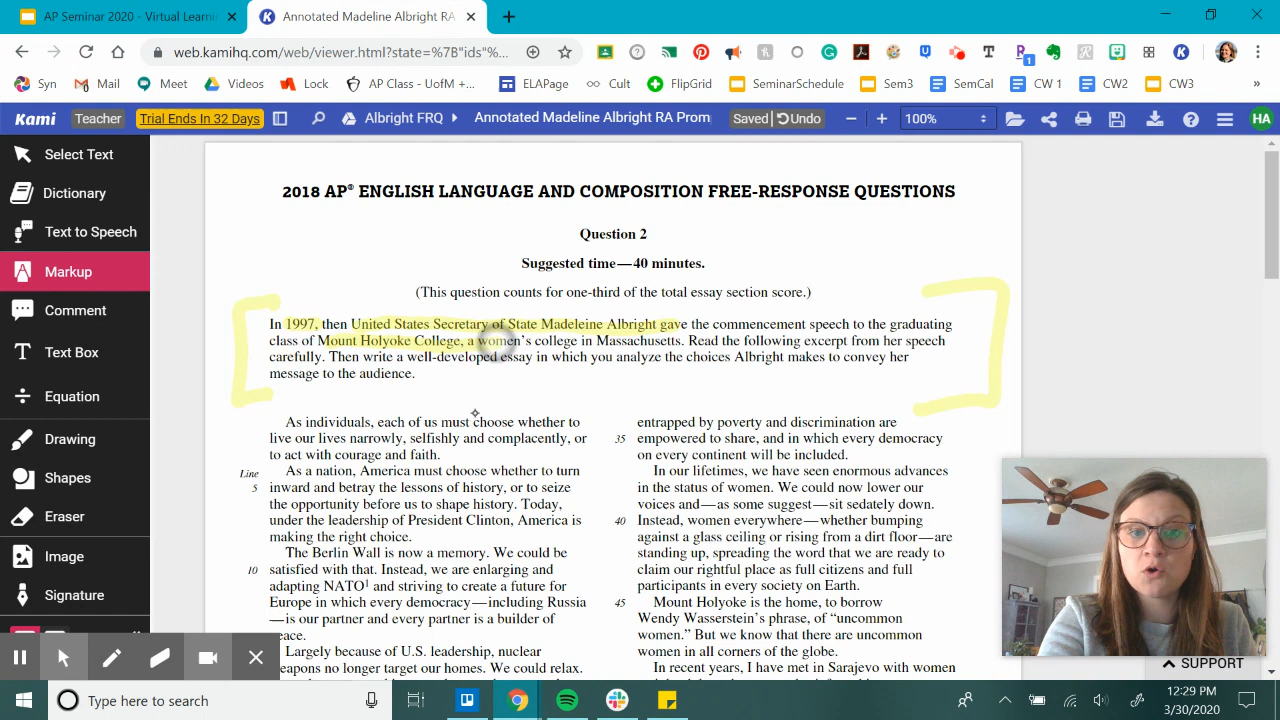 AP Seminar 2020 - Virtual Learni
Annotated Madeline Albright RA
web.kamihq.com/web/viewer.html?state=%7B"ids"%...
Syn
Mail
Meet
Videos
Loom
APClass - UofM +...
ELAPage
Cult
FlipGrid
SeminarSchedule
Sem3
SemCal
CW 1
CW2
CW3
»
Kami
Teacher
Trial Ends In 32 Days
Albright FRQ
Annotated Madeline Albright RA Prom
Saved | Undo
100%
HA
Select Text
Dictionary
Text to Speech
Markup
Comment
Text Box
Equation
Drawing
Shapes
Eraser
Image
Signature
2018 AP® ENGLISH LANGUAGE AND COMPOSITION FREE-RESPONSE QUESTIONS
Question 2
Suggested time—40 minutes.
(This question counts for one-third of the total essay section score.)
In 1997, then United States Secretary of State Madeleine Albright gave the commencement speech to the graduating
class of Mount Holyoke College, a women's college in Massachusetts. Read the following excerpt from her speech
carefully. Then write a well-developed essay in which you analyze the choices Albright makes to convey her
message to the audience.
As individuals, each of us must choose whether to
live our lives narrowly, selfishly and complacently, or
to act with courage and faith.
Line
As a nation, America must choose whether to turn
5 inward and betray the lessons of history, or to seize
the opportunity before us to shape history. Today,
under the leadership of President Clinton, America is
making the right choice.
The Berlin Wall is now a memory. We could be
10 satisfied with that. Instead, we are enlarging and
adapting NATO1 and striving to create a future for
Europe in which every democracy—including Russia
—is our partner and every partner is a builder of
peace.
Largely because of U.S. leadership, nuclear
weapons no longer target our homes. We could relax.
entrapped by poverty and discrimination are
35 empowered to share, and in which every democracy
on every continent will be included.
In our lifetimes, we have seen enormous advances
in the status of women. We could now lower our
voices and—as some suggest—sit sedately down.
40 Instead, women everywhere—whether bumping
against a glass ceiling or rising from a dirt floor—are
standing up, spreading the word that we are ready to
claim our rightful place as full citizens and full
participants in every society on Earth.
45 Mount Holyoke is the home, to borrow
Wendy Wasserstein's phrase, of "uncommon
women." But we know that there are uncommon
women in all corners of the globe.
In recent years, I have met in Sarajevo with women
SUPPORT
Type here to search
12:29 PM
3/30/2020